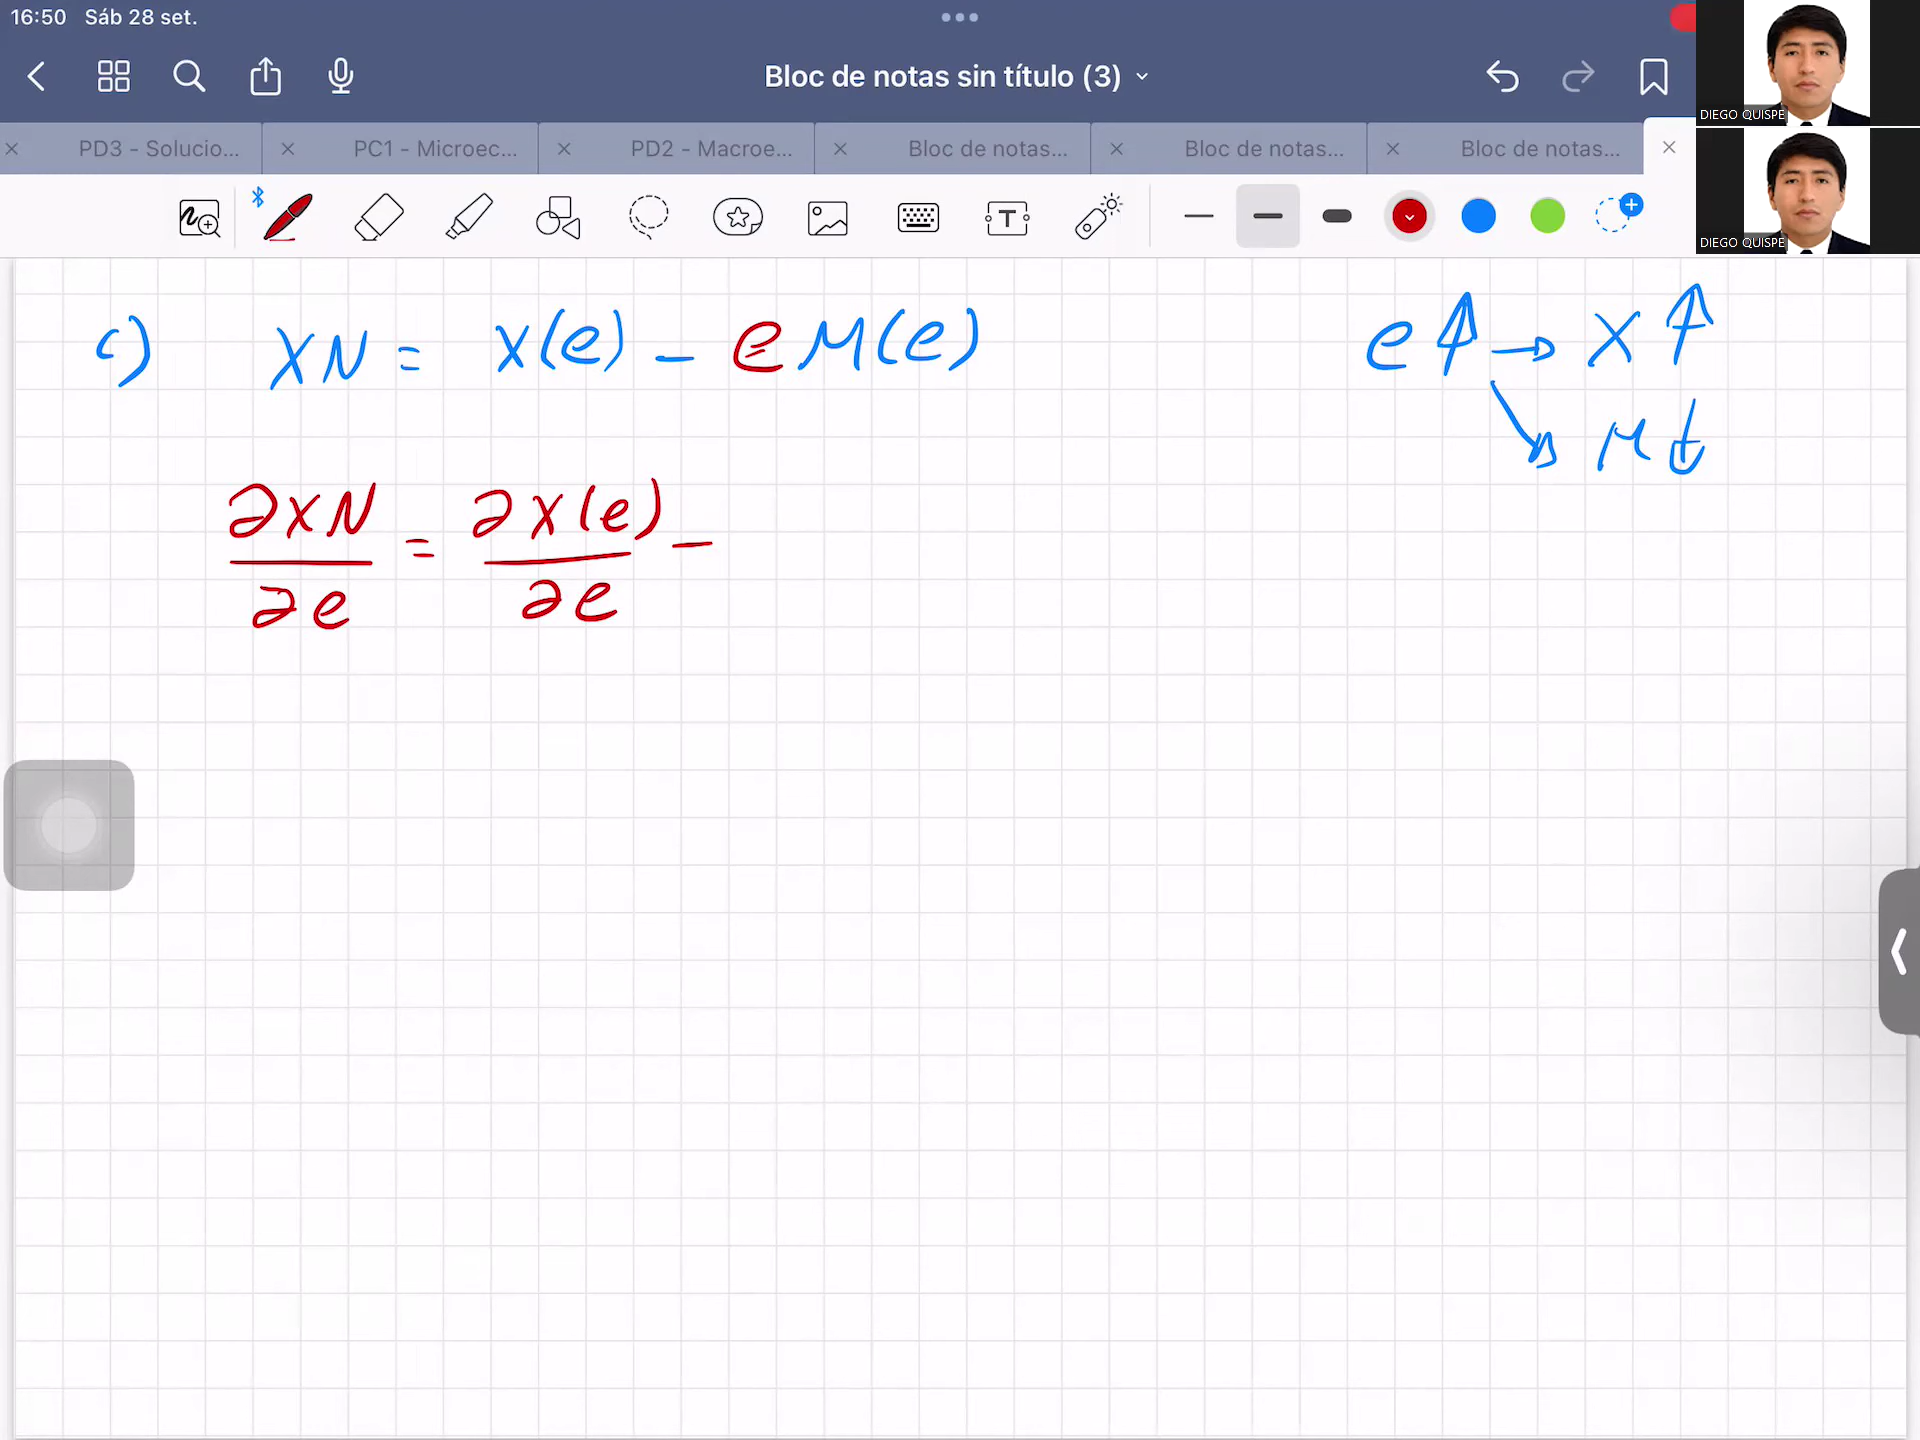 16:50 Sáb 28 set.
Bloc de notas sin título (3)
PD3 - Solucio... PC1 - Microec... PD2 - Macroe... Bloc de notas... Bloc de notas... Bloc de notas...
DIEGO QUISPE
DIEGO QUISPE
c) XN = X(e) - e M(e)
e ↑ → X ↑
↘ M ↓
∂XN / ∂e = ∂X(e) / ∂e -